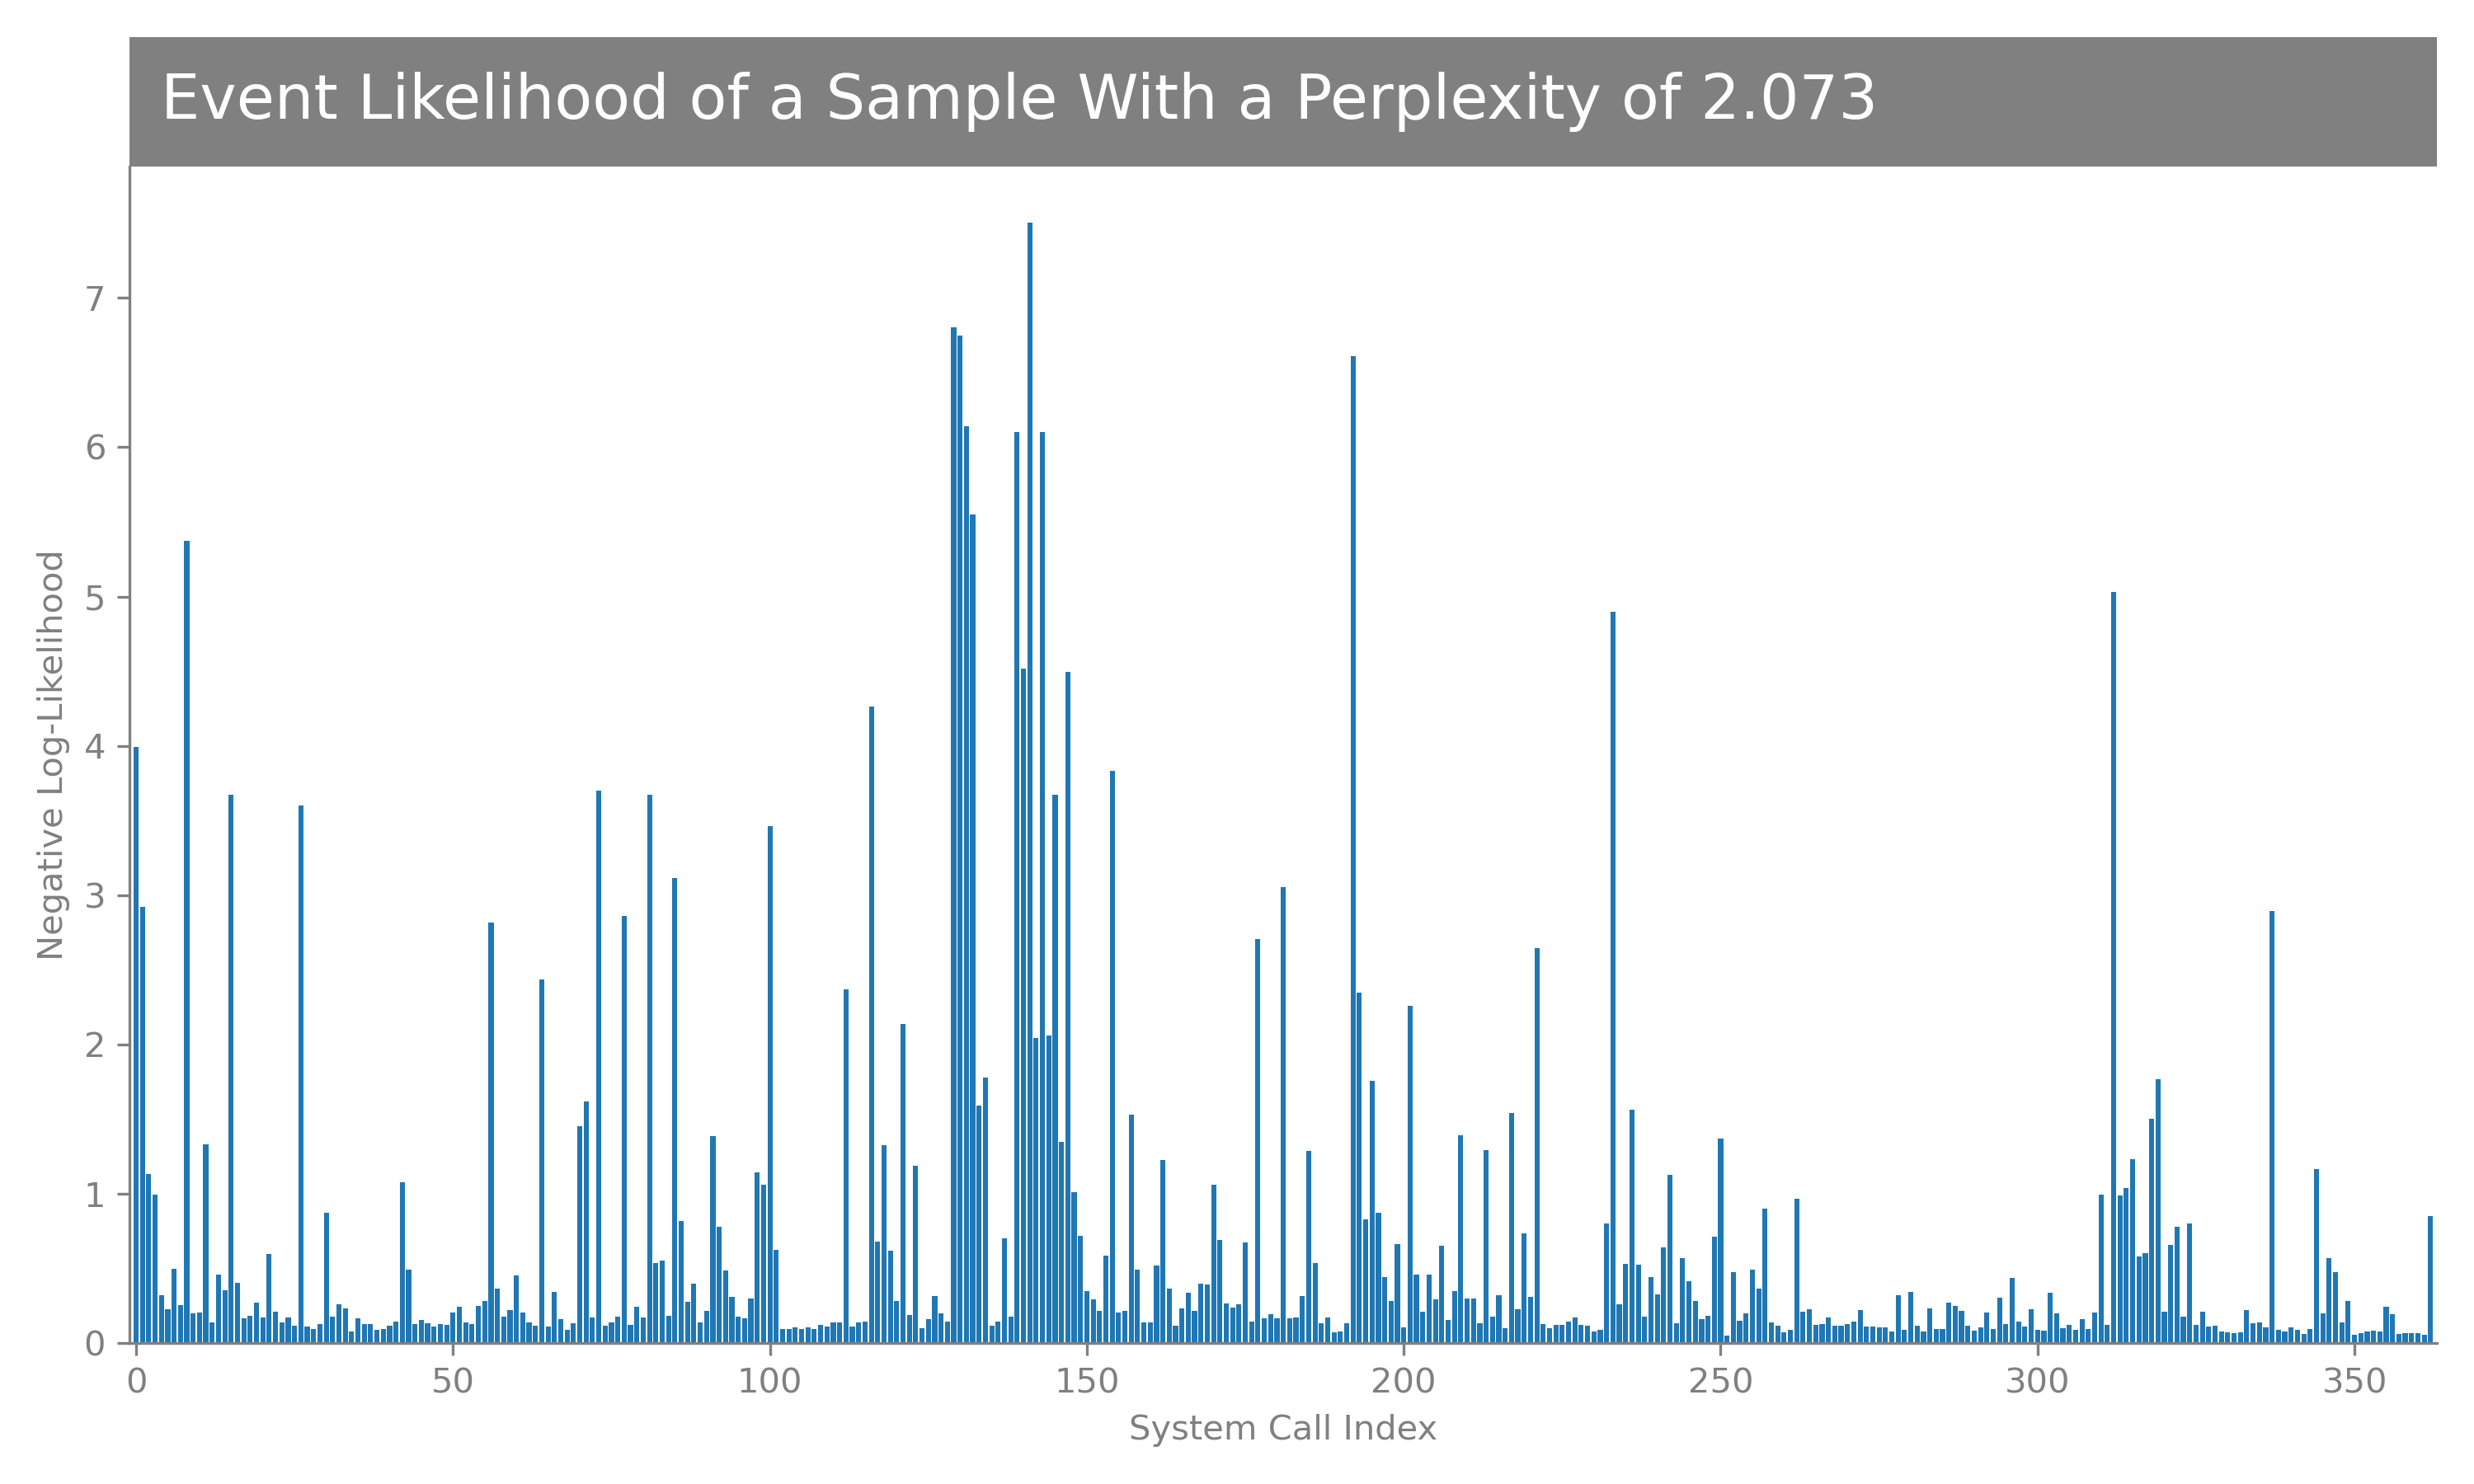 Event Likelihood of a Sample With a Perplexity of 2.073
Negative Log-Likelihood
7
6
5
4
3
2
1
0
0 50 100 150 200 250 300 350
System Call Index